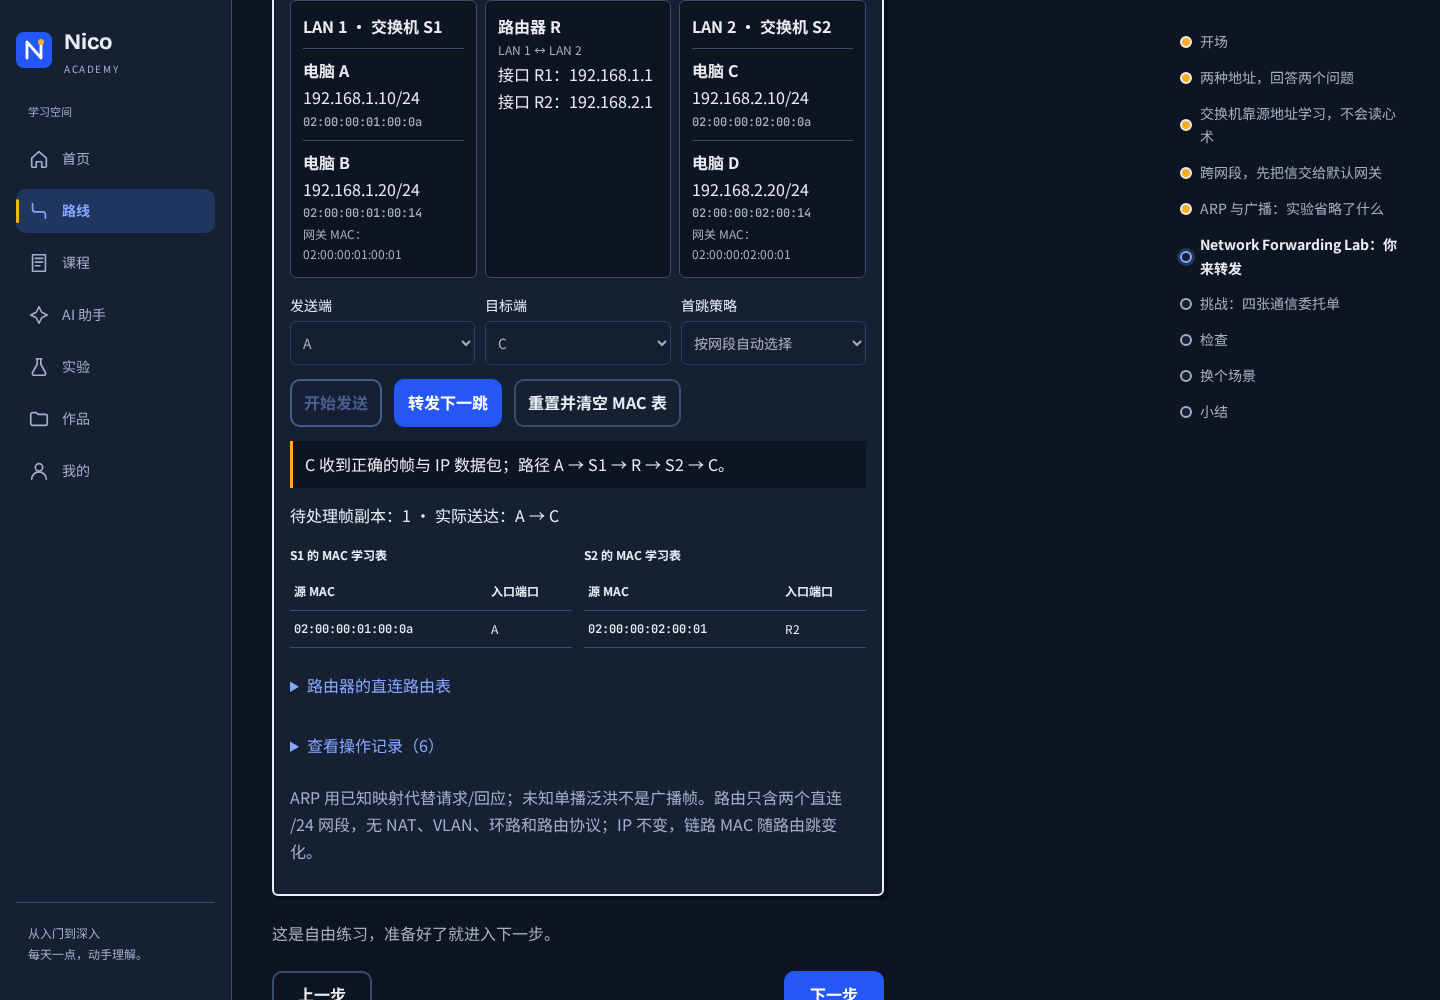 Nico
ACADEMY
学习空间
首页
路线
课程
AI 助手
实验
作品
我的
从入门到深入
每天一点，动手理解。
LAN 1 · 交换机 S1
电脑 A
192.168.1.10/24
02:00:00:01:00:0a
电脑 B
192.168.1.20/24
02:00:00:01:00:14
网关 MAC：
02:00:00:01:00:01
路由器 R
LAN 1 ↔ LAN 2
接口 R1：192.168.1.1
接口 R2：192.168.2.1
LAN 2 · 交换机 S2
电脑 C
192.168.2.10/24
02:00:00:02:00:0a
电脑 D
192.168.2.20/24
02:00:00:02:00:14
网关 MAC：
02:00:00:02:00:01
发送端
目标端
首跳策略
A
C
按网段自动选择
开始发送
转发下一跳
重置并清空 MAC 表
C 收到正确的帧与 IP 数据包；路径 A → S1 → R → S2 → C。
待处理帧副本：1 · 实际送达：A → C
S1 的 MAC 学习表
源 MAC 入口端口
02:00:00:01:00:0a A
S2 的 MAC 学习表
源 MAC 入口端口
02:00:00:02:00:01 R2
▶ 路由器的直连路由表
▶ 查看操作记录（6）
ARP 用已知映射代替请求/回应；未知单播泛洪不是广播帧。路由只含两个直连
/24 网段，无 NAT、VLAN、环路和路由协议；IP 不变，链路 MAC 随路由跳变
化。
这是自由练习，准备好了就进入下一步。
上一步
下一步
开场
两种地址，回答两个问题
交换机靠源地址学习，不会读心
术
跨网段，先把信交给默认网关
ARP 与广播：实验省略了什么
Network Forwarding Lab：你
来转发
挑战：四张通信委托单
检查
换个场景
小结